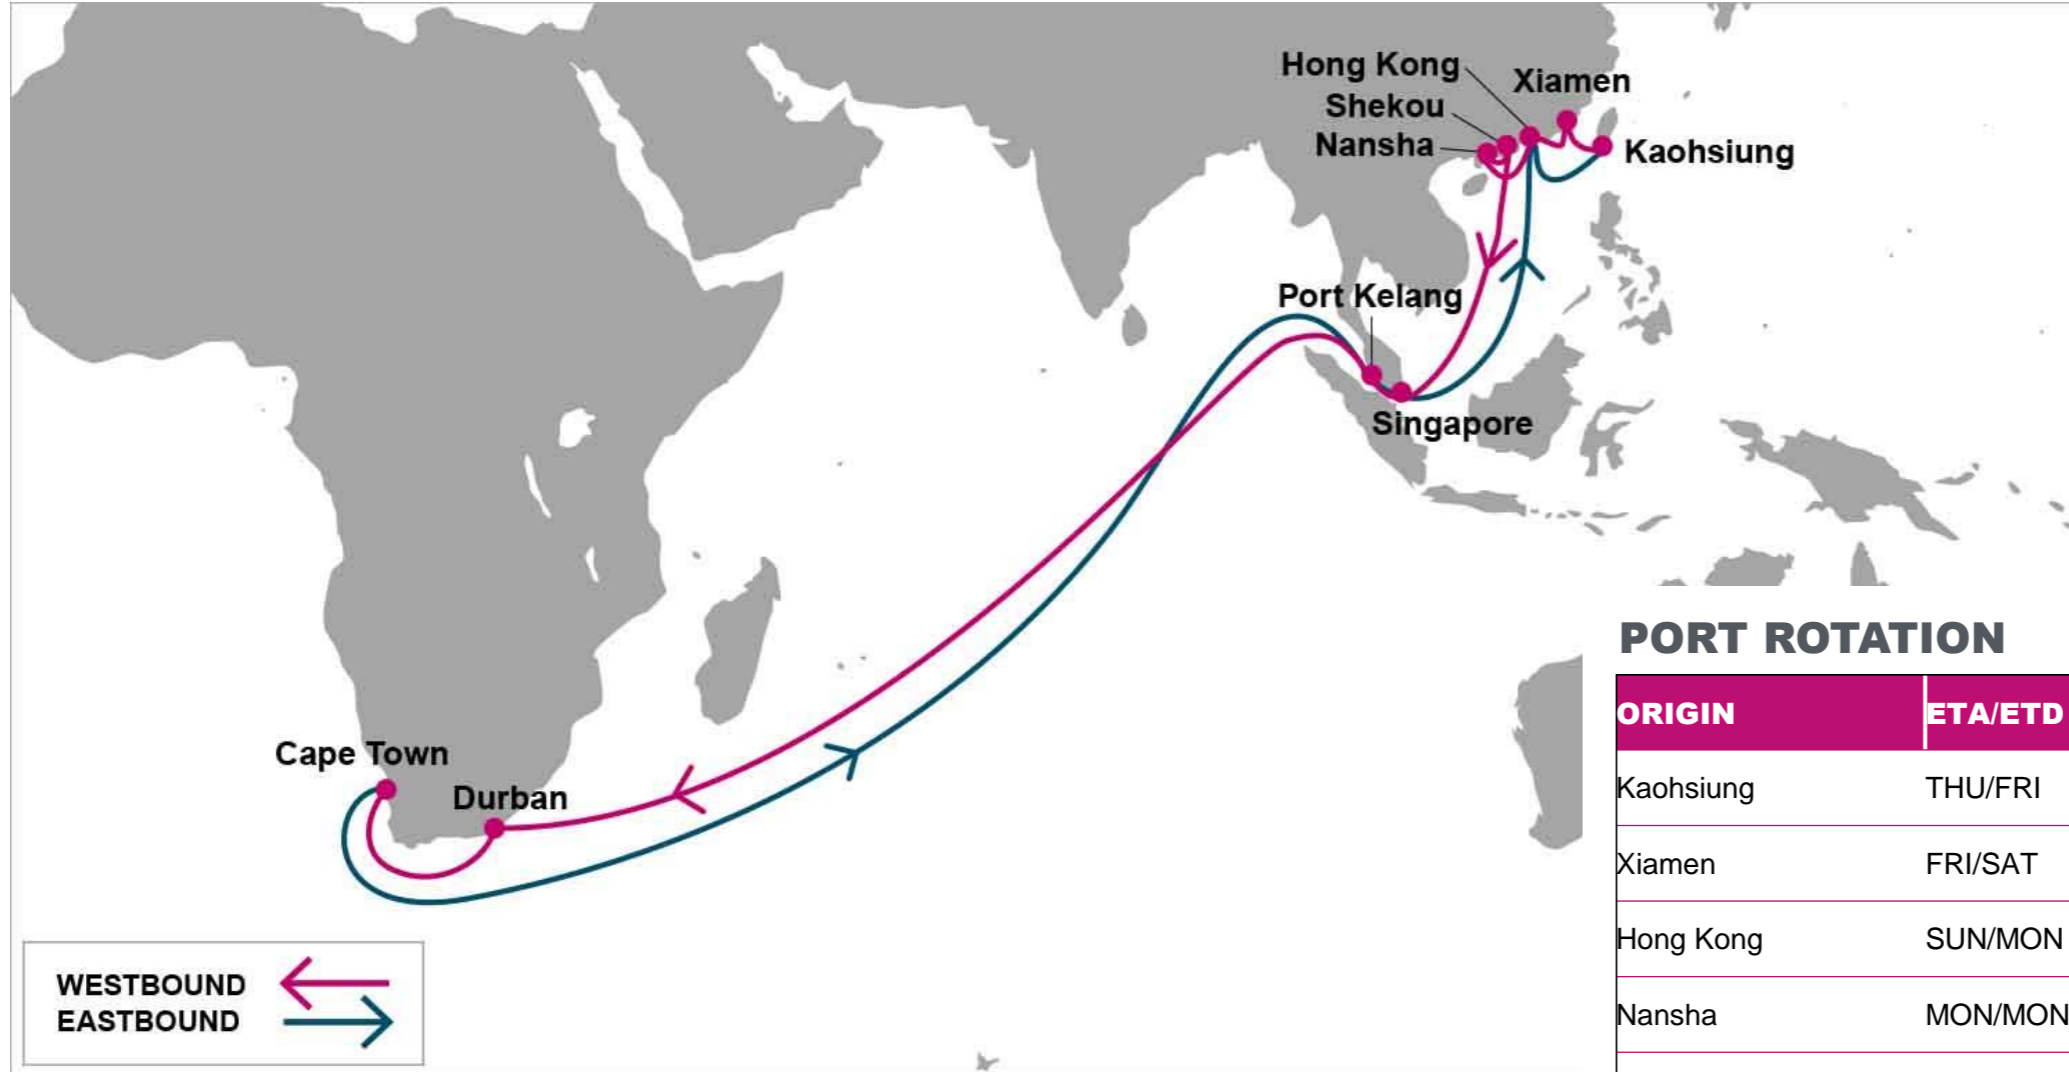 Hong Kong
Xiamen
Shekou
Nansha
Kaohsiung
Port Kelang
Singapore
Cape Town
Durban
WESTBOUND
EASTBOUND
PORT ROTATION
ORIGIN ETA/ETD
Kaohsiung THU/FRI
Xiamen FRI/SAT
Hong Kong SUN/MON
Nansha MON/MON